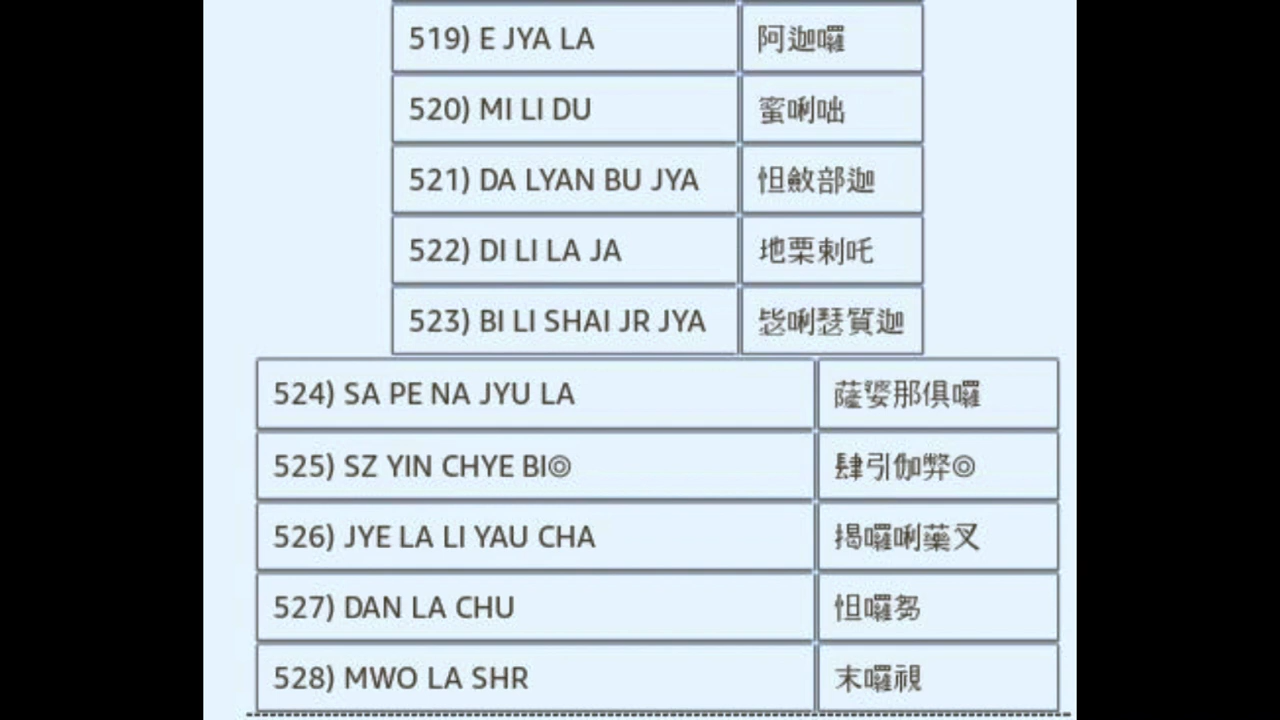 519) E JYA LA 阿迦囉
520) MI LI DU 蜜唎咄
521) DA LYAN BU JYA 怛斂部迦
522) DI LI LA JA 地栗剌吒
523) BI LI SHAI JR JYA 毖唎瑟質迦
524) SA PE NA JYU LA 薩婆那俱囉
525) SZ YIN CHYE BI◎ 肆引伽弊◎
526) JYE LA LI YAU CHA 揭囉唎藥叉
527) DAN LA CHU 怛囉芻
528) MWO LA SHR 末囉視